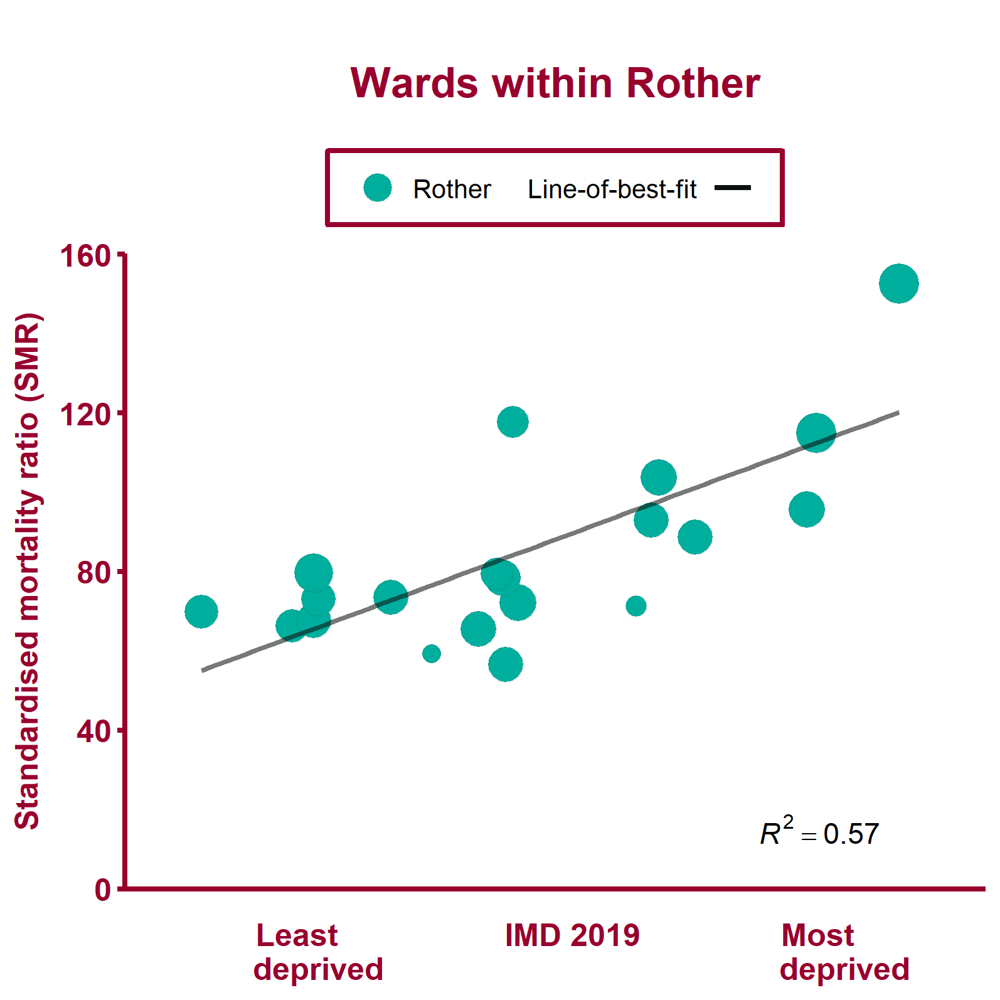 Wards within Rother
Rother Line-of-best-fit
160
120
80
40
0
Standardised mortality ratio (SMR)
R² = 0.57
Least deprived
IMD 2019
Most deprived